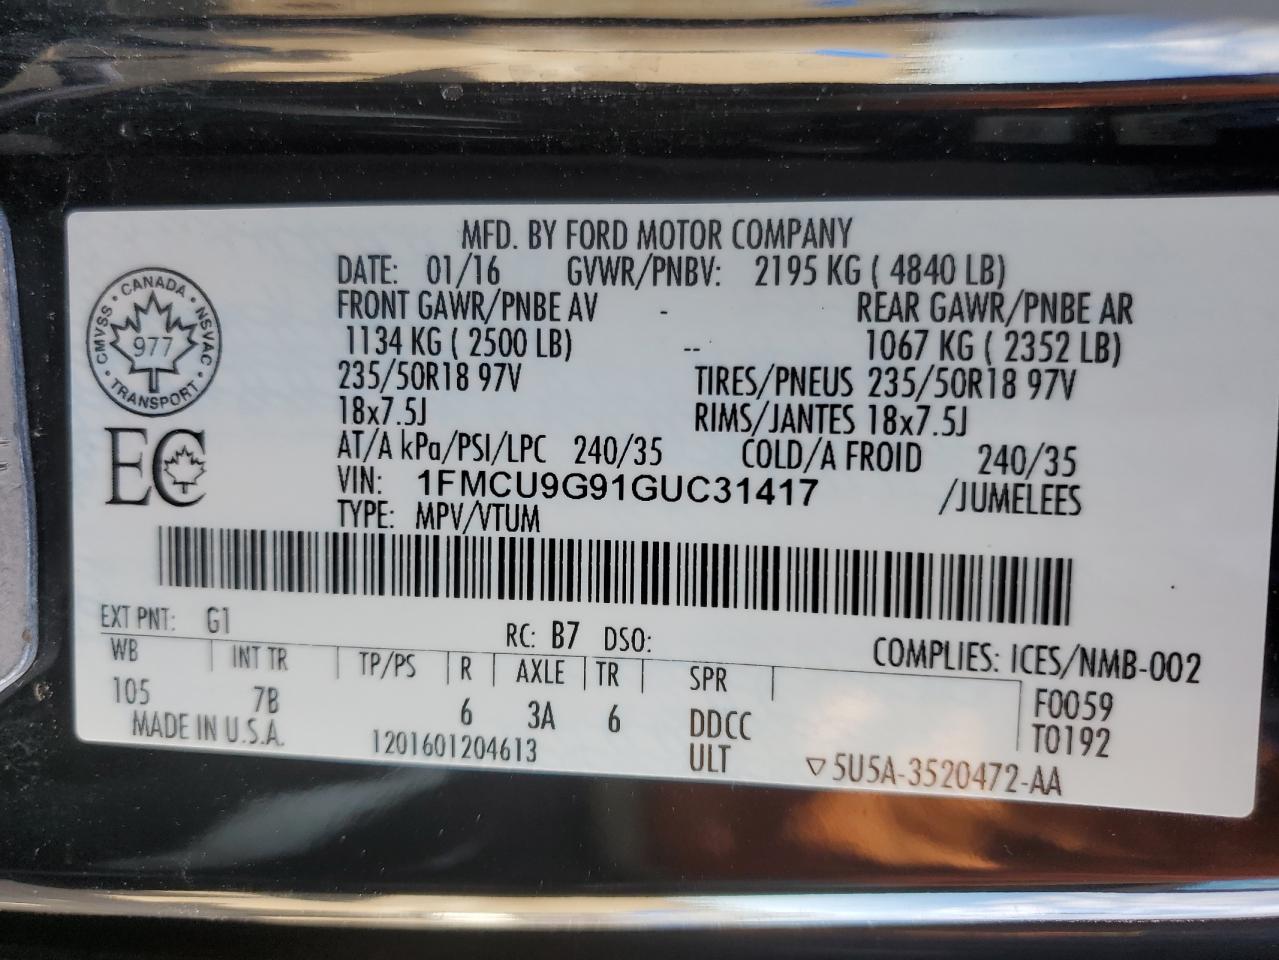 MFD. BY FORD MOTOR COMPANY
DATE: 01/16 GVWR/PNBV: 2195 KG ( 4840 LB)
FRONT GAWR/PNBE AV - REAR GAWR/PNBE AR
1134 KG ( 2500 LB) -- 1067 KG ( 2352 LB)
235/50R18 97V TIRES/PNEUS 235/50R18 97V
18x7.5J RIMS/JANTES 18x7.5J
AT/A kPa/PSI/LPC 240/35 COLD/A FROID 240/35
VIN: 1FMCU9G91GUC31417 /JUMELEES
TYPE: MPV/VTUM
CMVSS • CANADA • NSVAC • TRANSPORT •
977
EC
EXT PNT: G1 RC: B7 DSO: COMPLIES: ICES/NMB-002
WB INT TR TP/PS R AXLE TR SPR F0059
105 7B 6 3A 6 DDCC T0192
MADE IN U.S.A. 1201601204613 ULT ▽5U5A-3520472-AA